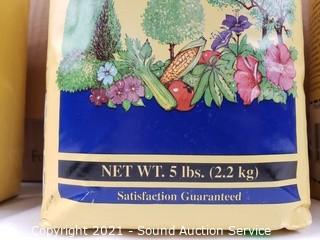 NET WT. 5 lbs. (2.2 kg)
Satisfaction Guaranteed
Copyright 2021 - Sound Auction Service